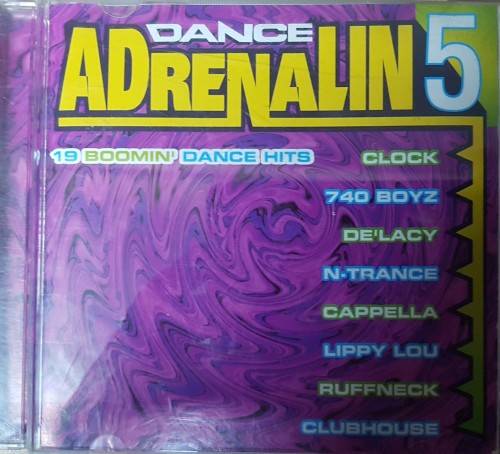 DANCE
ADRENALIN 5
19 BOOMIN' DANCE HITS
CLOCK
740 BOYZ
DE'LACY
N-TRANCE
CAPPELLA
LIPPY LOU
RUFFNECK
CLUBHOUSE